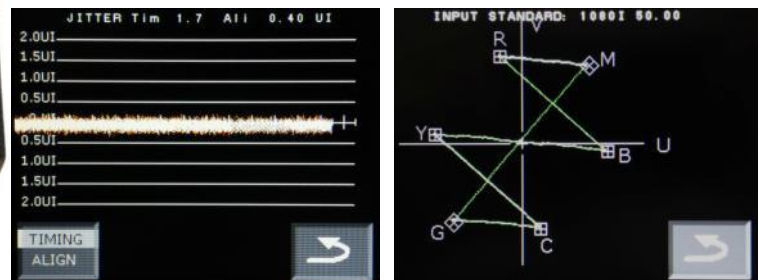 JITTER Tim 1.7 Ali 0.40 UI
2.0UI
1.5UI
1.0UI
0.5UI
0.5UI
1.0UI
1.5UI
2.0UI
TIMING
ALIGN
INPUT STANDARD: 1080I 50.00
V
R
M
Y
U
B
G
C